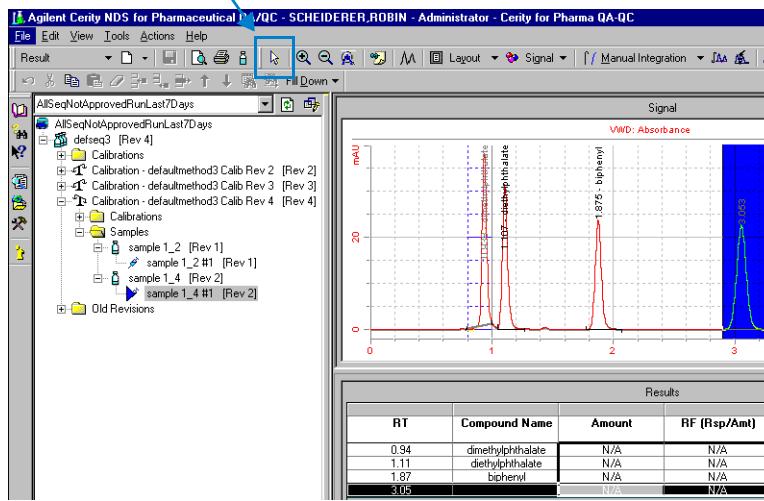 Agilent Cerity NDS for Pharmaceutical QA/QC - SCHEIDERER,ROBIN - Administrator - Cerity for Pharma QA-QC
File Edit View Tools Actions Help
Result Layout Signal Manual Integration
Fill Down
AllSeqNotApprovedRunLast7Days
AllSeqNotApprovedRunLast7Days
defseq3 [Rev 4]
Calibrations
Calibration - defaultmethod3 Calib Rev 2 [Rev 2]
Calibration - defaultmethod3 Calib Rev 3 [Rev 3]
Calibration - defaultmethod3 Calib Rev 4 [Rev 4]
Calibrations
Samples
sample 1_2 [Rev 1]
sample 1_2 #1 [Rev 1]
sample 1_4 [Rev 2]
sample 1_4 #1 [Rev 2]
Old Revisions
Signal
VWD: Absorbance
mAU
20
0
dimethylphthalate
1.107 - diethylphthalate
1.875 - biphenyl
3.053
0 1 2 3
Results
RT Compound Name Amount RF (Rsp/Amt)
0.94 dimethylphthalate N/A N/A
1.11 diethylphthalate N/A N/A
1.87 biphenyl N/A N/A
3.05 N/A N/A